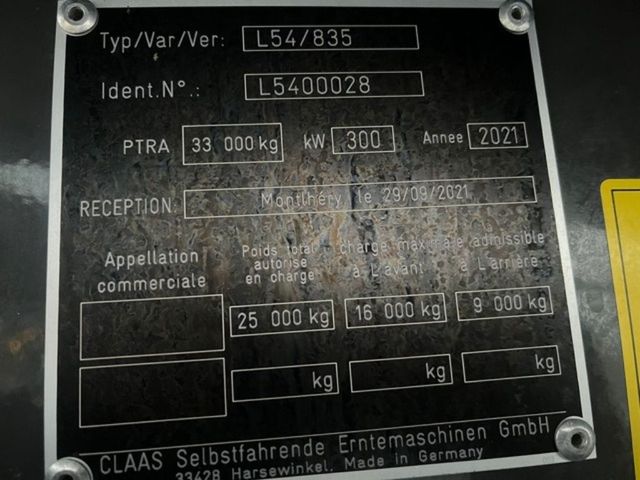 Typ/Var/Ver: L54/835
Ident.N°.: L5400028
PTRA 33 000 kg kW 300 Annee 2021
RECEPTION: Montlhéry, le 29/09/2021
Appellation commerciale
Poids total autorise en charge
charge maximale admissible
à L'avant à L'arrière
25 000 kg 16 000 kg 9 000 kg
kg kg kg
CLAAS Selbstfahrende Erntemaschinen GmbH
33428 Harsewinkel. Made in Germany